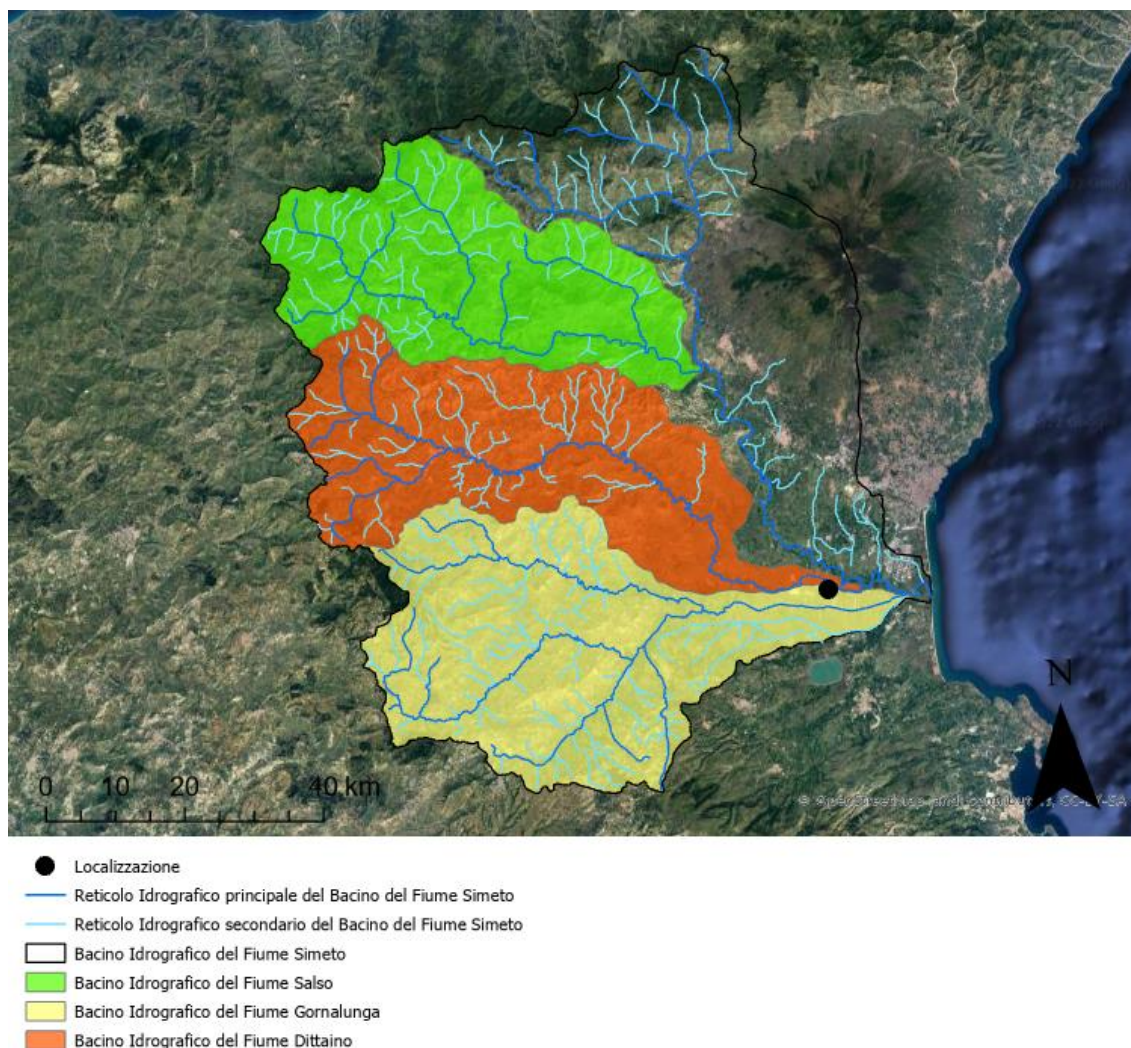 N
0 10 20 40 km
Localizzazione
Reticolo Idrografico principale del Bacino del Fiume Simeto
Reticolo Idrografico secondario del Bacino del Fiume Simeto
Bacino Idrografico del Fiume Simeto
Bacino Idrografico del Fiume Salso
Bacino Idrografico del Fiume Gornalunga
Bacino Idrografico del Fiume Dittaino